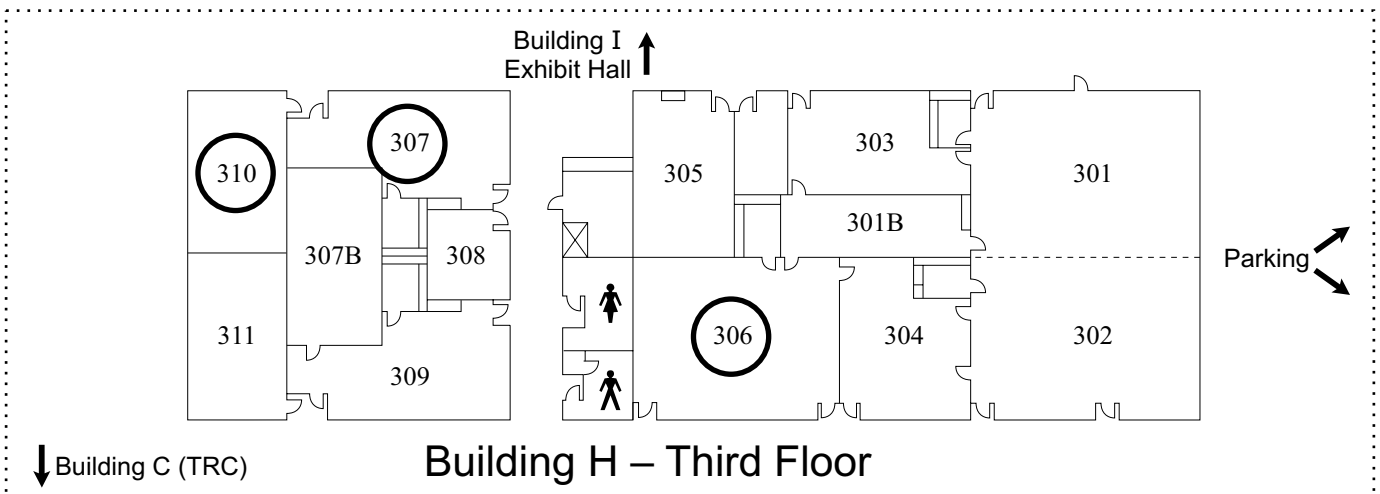 Building I
Exhibit Hall
307
310
305
303
301
301B
307B
308
Parking
311
306
304
302
309
Building C (TRC)
Building H – Third Floor